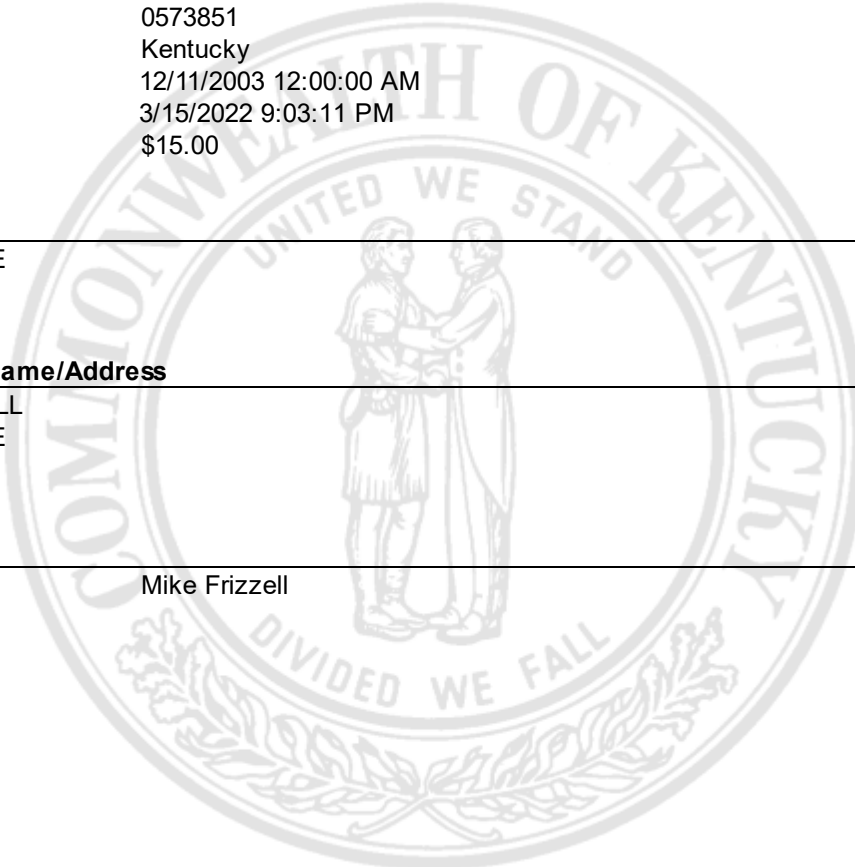 0573851
Kentucky
12/11/2003 12:00:00 AM
3/15/2022 9:03:11 PM
$15.00
COMMONWEALTH OF KENTUCKY
UNITED WE STAND
E
ame/Address
LL
E
Mike Frizzell
DIVIDED WE FALL